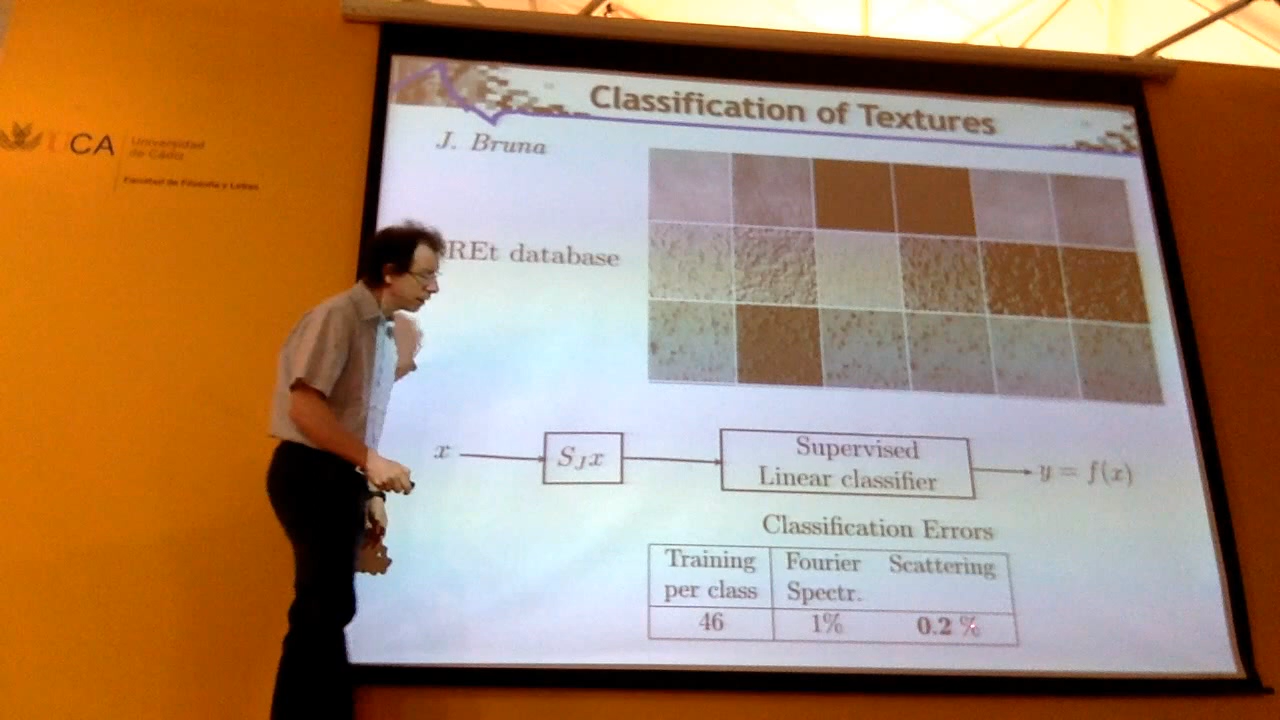 UCA
Universidad
de Cádiz
Facultad de Filosofía y Letras
Classification of Textures
J. Bruna
REt database
x
S_J x
Supervised
Linear classifier
y = f(x)
Classification Errors
Training per class Fourier Spectr. Scattering
46 1% 0.2 %